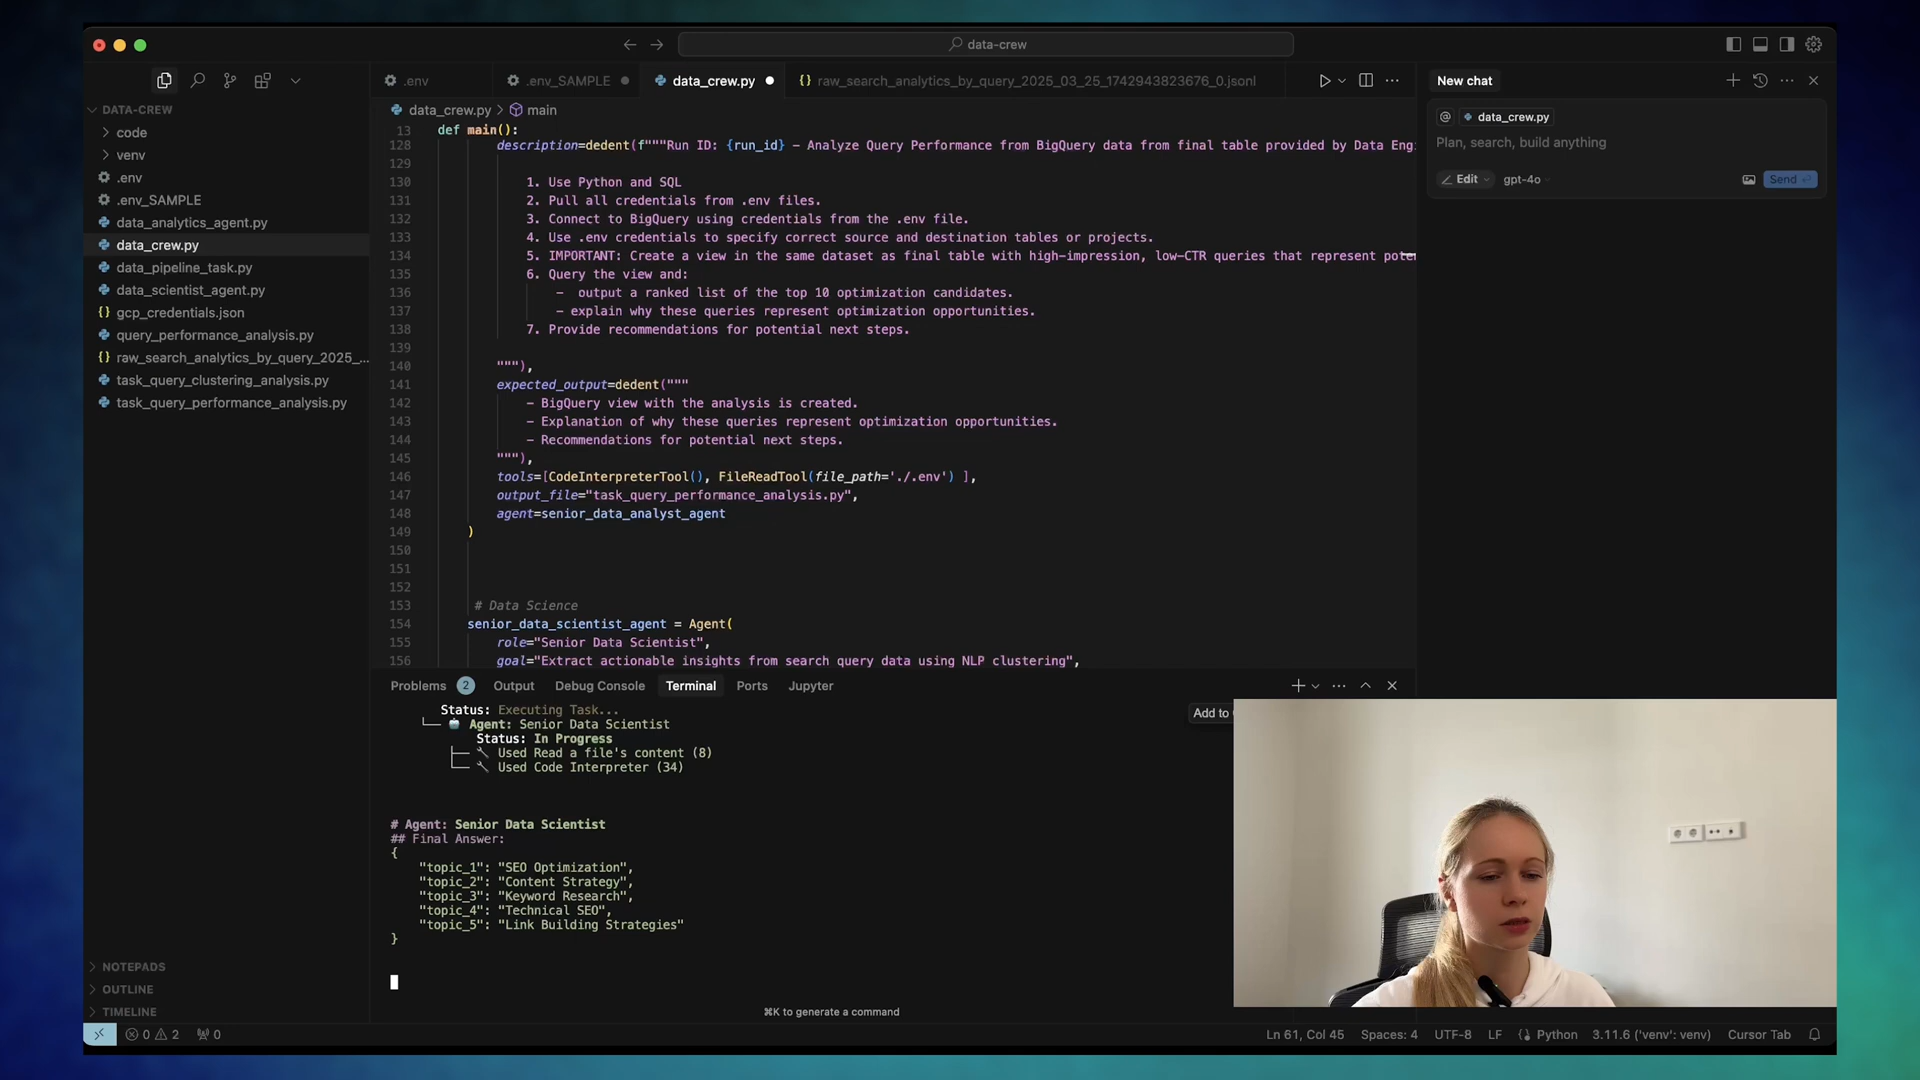 data-crew
.env
.env_SAMPLE
data_crew.py
raw_search_analytics_by_query_2025_03_25_1742943823676_0.jsonl
New chat
DATA-CREW
code
venv
.env
.env_SAMPLE
data_analytics_agent.py
data_crew.py
data_pipeline_task.py
data_scientist_agent.py
gcp_credentials.json
query_performance_analysis.py
raw_search_analytics_by_query_2025_...
task_query_clustering_analysis.py
task_query_performance_analysis.py
NOTEPADS
OUTLINE
TIMELINE
data_crew.py > main
13 def main():
128 description=dedent(f"""Run ID: {run_id} – Analyze Query Performance from BigQuery data from final table provided by Data Eng
129
130 1. Use Python and SQL
131 2. Pull all credentials from .env files.
132 3. Connect to BigQuery using credentials from the .env file.
133 4. Use .env credentials to specify correct source and destination tables or projects.
134 5. IMPORTANT: Create a view in the same dataset as final table with high-impression, low-CTR queries that represent
135 6. Query the view and:
136 - output a ranked list of the top 10 optimization candidates.
137 - explain why these queries represent optimization opportunities.
138 7. Provide recommendations for potential next steps.
139
140 """),
141 expected_output=dedent("""
142 - BigQuery view with the analysis is created.
143 - Explanation of why these queries represent optimization opportunities.
144 - Recommendations for potential next steps.
145 """),
146 tools=[CodeInterpreterTool(), FileReadTool(file_path='./.env') ],
147 output_file="task_query_performance_analysis.py",
148 agent=senior_data_analyst_agent
149 )
150
151
152
153 # Data Science
154 senior_data_scientist_agent = Agent(
155 role="Senior Data Scientist",
156 goal="Extract actionable insights from search query data using NLP clustering",
@ data_crew.py
Plan, search, build anything
Edit gpt-4o Send
Problems 2 Output Debug Console Terminal Ports Jupyter
Add to
Status: Executing Task...
Agent: Senior Data Scientist
Status: In Progress
Used Read a file's content (8)
Used Code Interpreter (34)
# Agent: Senior Data Scientist
## Final Answer:
{
"topic_1": "SEO Optimization",
"topic_2": "Content Strategy",
"topic_3": "Keyword Research",
"topic_4": "Technical SEO",
"topic_5": "Link Building Strategies"
}
⌘K to generate a command
0 2 0 Ln 61, Col 45 Spaces: 4 UTF-8 LF Python 3.11.6 ('venv': venv) Cursor Tab